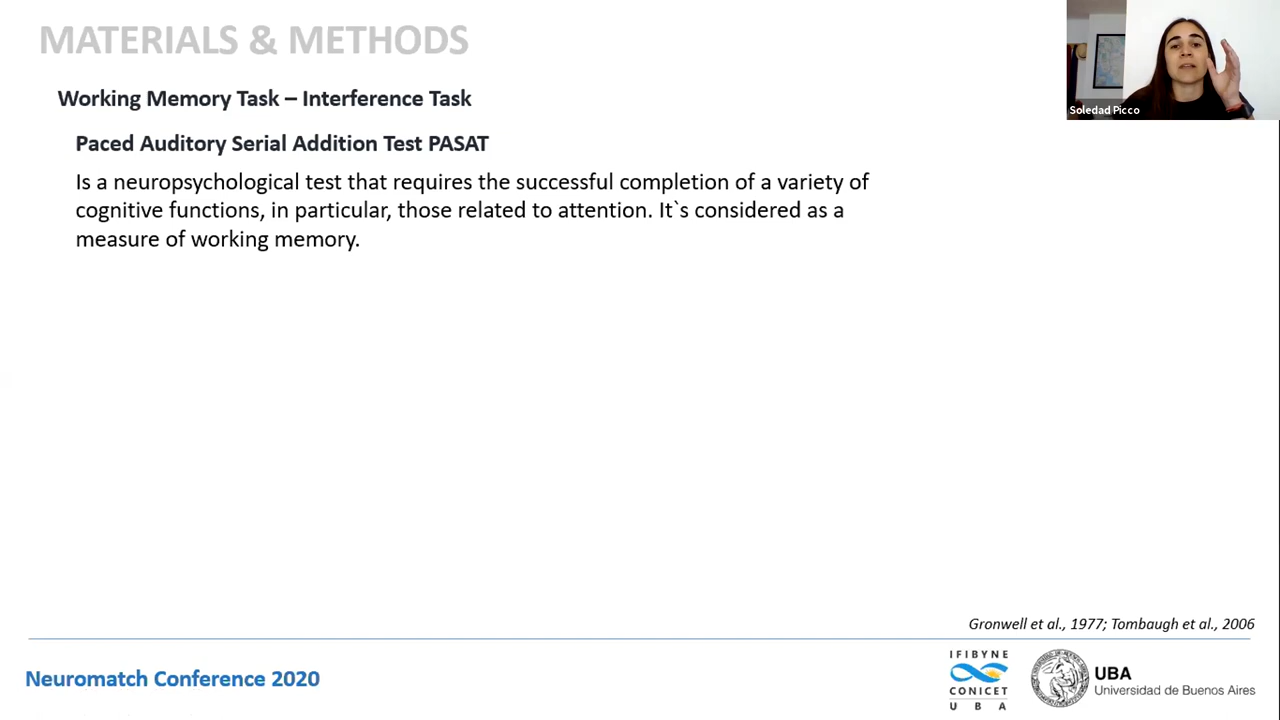 MATERIALS & METHODS
Working Memory Task – Interference Task
Paced Auditory Serial Addition Test PASAT
Is a neuropsychological test that requires the successful completion of a variety of
cognitive functions, in particular, those related to attention. It`s considered as a
measure of working memory.
Soledad Picco
Gronwell et al., 1977; Tombaugh et al., 2006
Neuromatch Conference 2020
IFIBYNE
CONICET
UBA
UBA
Universidad de Buenos Aires